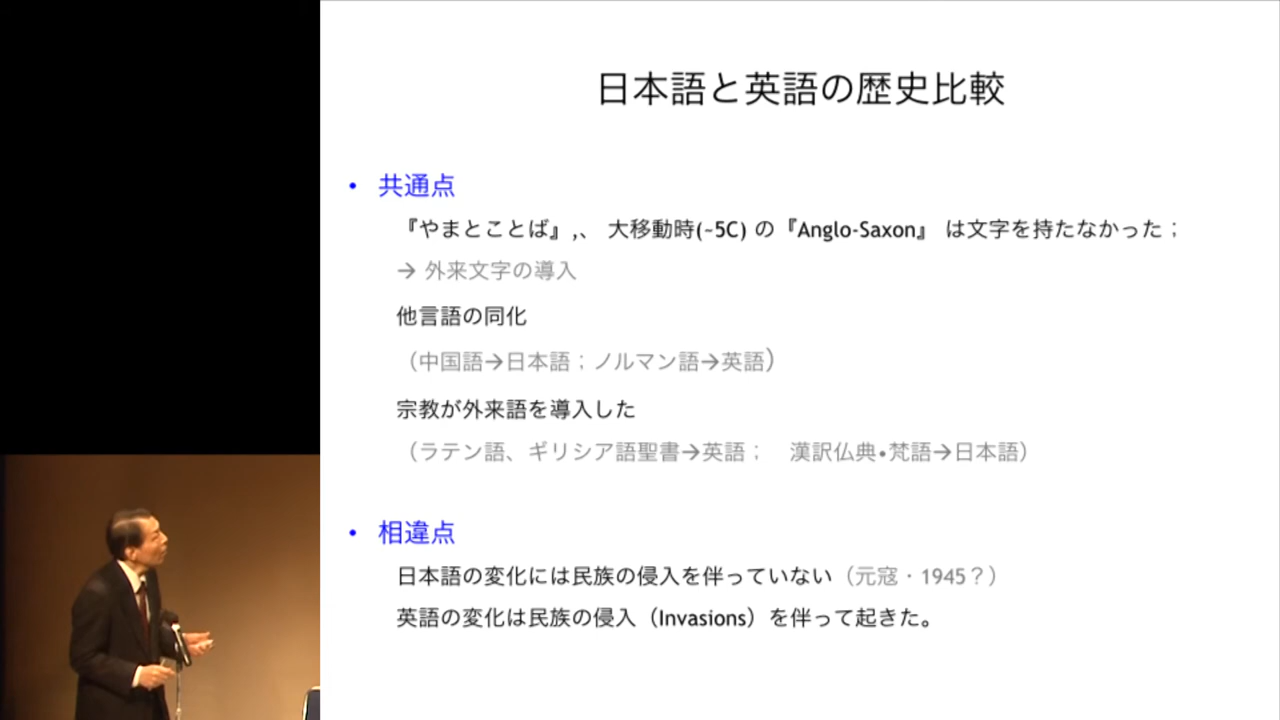 日本語と英語の歴史比較
• 共通点
『やまとことば』,、 大移動時(~5C) の『Anglo-Saxon』 は文字を持たなかった；
→ 外来文字の導入
他言語の同化
（中国語→日本語；ノルマン語→英語）
宗教が外来語を導入した
（ラテン語、ギリシア語聖書→英語； 漢訳仏典•梵語→日本語）
• 相違点
日本語の変化には民族の侵入を伴っていない（元寇・1945？）
英語の変化は民族の侵入（Invasions）を伴って起きた。